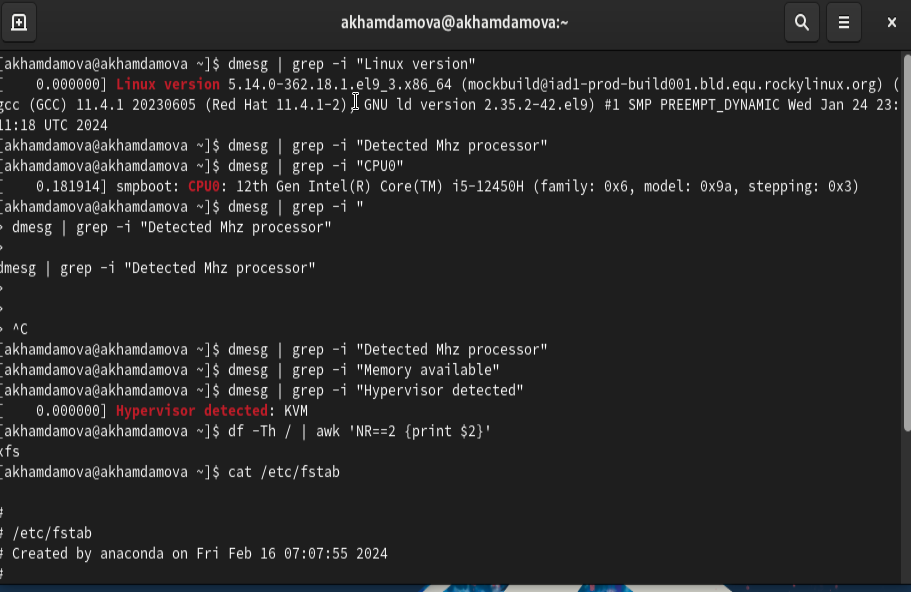 akhamdamova@akhamdamova:~
[akhamdamova@akhamdamova ~]$ dmesg | grep -i "Linux version"
[    0.000000] Linux version 5.14.0-362.18.1.el9_3.x86_64 (mockbuild@iad1-prod-build001.bld.equ.rockylinux.org) (
gcc (GCC) 11.4.1 20230605 (Red Hat 11.4.1-2), GNU ld version 2.35.2-42.el9) #1 SMP PREEMPT_DYNAMIC Wed Jan 24 23:
11:18 UTC 2024
[akhamdamova@akhamdamova ~]$ dmesg | grep -i "Detected Mhz processor"
[akhamdamova@akhamdamova ~]$ dmesg | grep -i "CPU0"
[    0.181914] smpboot: CPU0: 12th Gen Intel(R) Core(TM) i5-12450H (family: 0x6, model: 0x9a, stepping: 0x3)
[akhamdamova@akhamdamova ~]$ dmesg | grep -i "
> dmesg | grep -i "Detected Mhz processor"
>
dmesg | grep -i "Detected Mhz processor"
>
>
> ^C
[akhamdamova@akhamdamova ~]$ dmesg | grep -i "Detected Mhz processor"
[akhamdamova@akhamdamova ~]$ dmesg | grep -i "Memory available"
[akhamdamova@akhamdamova ~]$ dmesg | grep -i "Hypervisor detected"
[    0.000000] Hypervisor detected: KVM
[akhamdamova@akhamdamova ~]$ df -Th / | awk 'NR==2 {print $2}'
xfs
[akhamdamova@akhamdamova ~]$ cat /etc/fstab
#
# /etc/fstab
# Created by anaconda on Fri Feb 16 07:07:55 2024
#